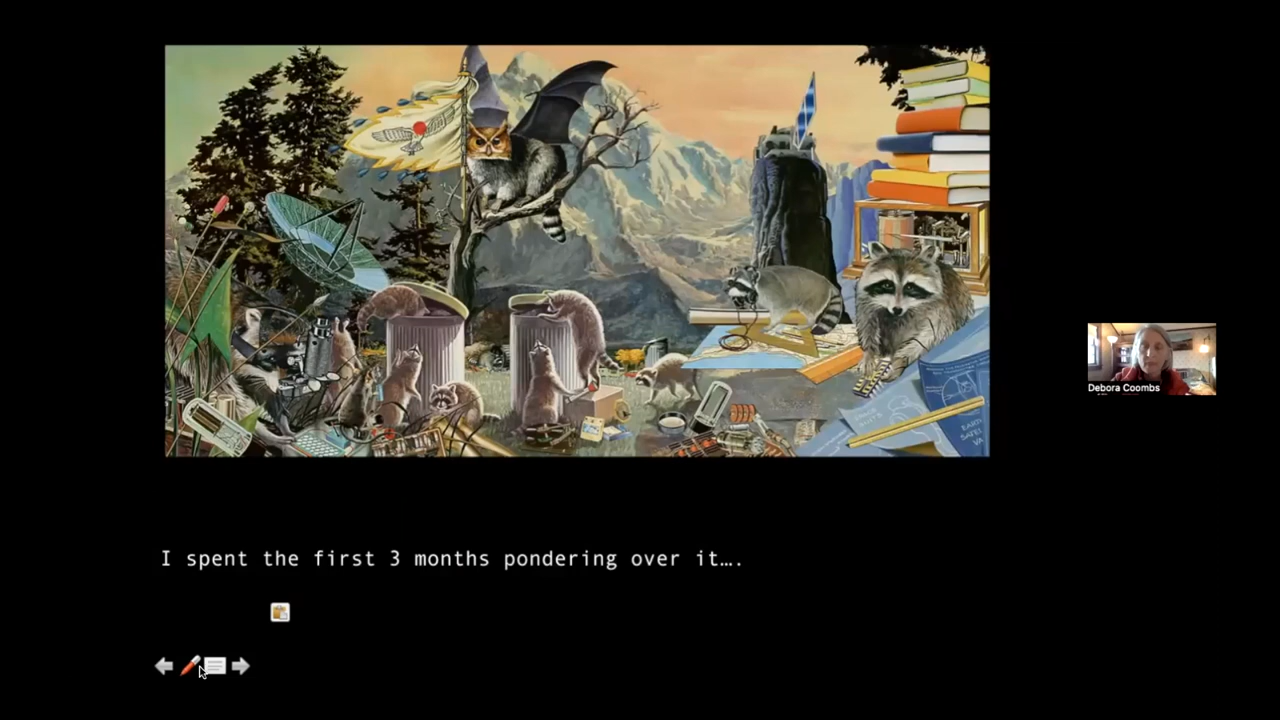 Debora Coombs
I spent the first 3 months pondering over it….